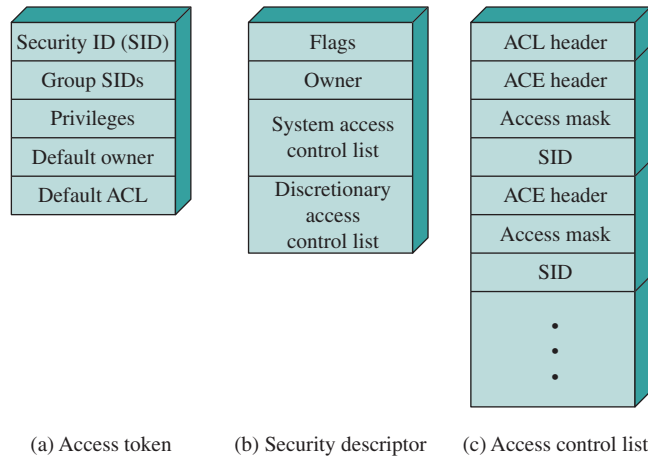 Security ID (SID)
Group SIDs
Privileges
Default owner
Default ACL
(a) Access token
Flags
Owner
System access
control list
Discretionary
access
control list
(b) Security descriptor
ACL header
ACE header
Access mask
SID
ACE header
Access mask
SID
(c) Access control list